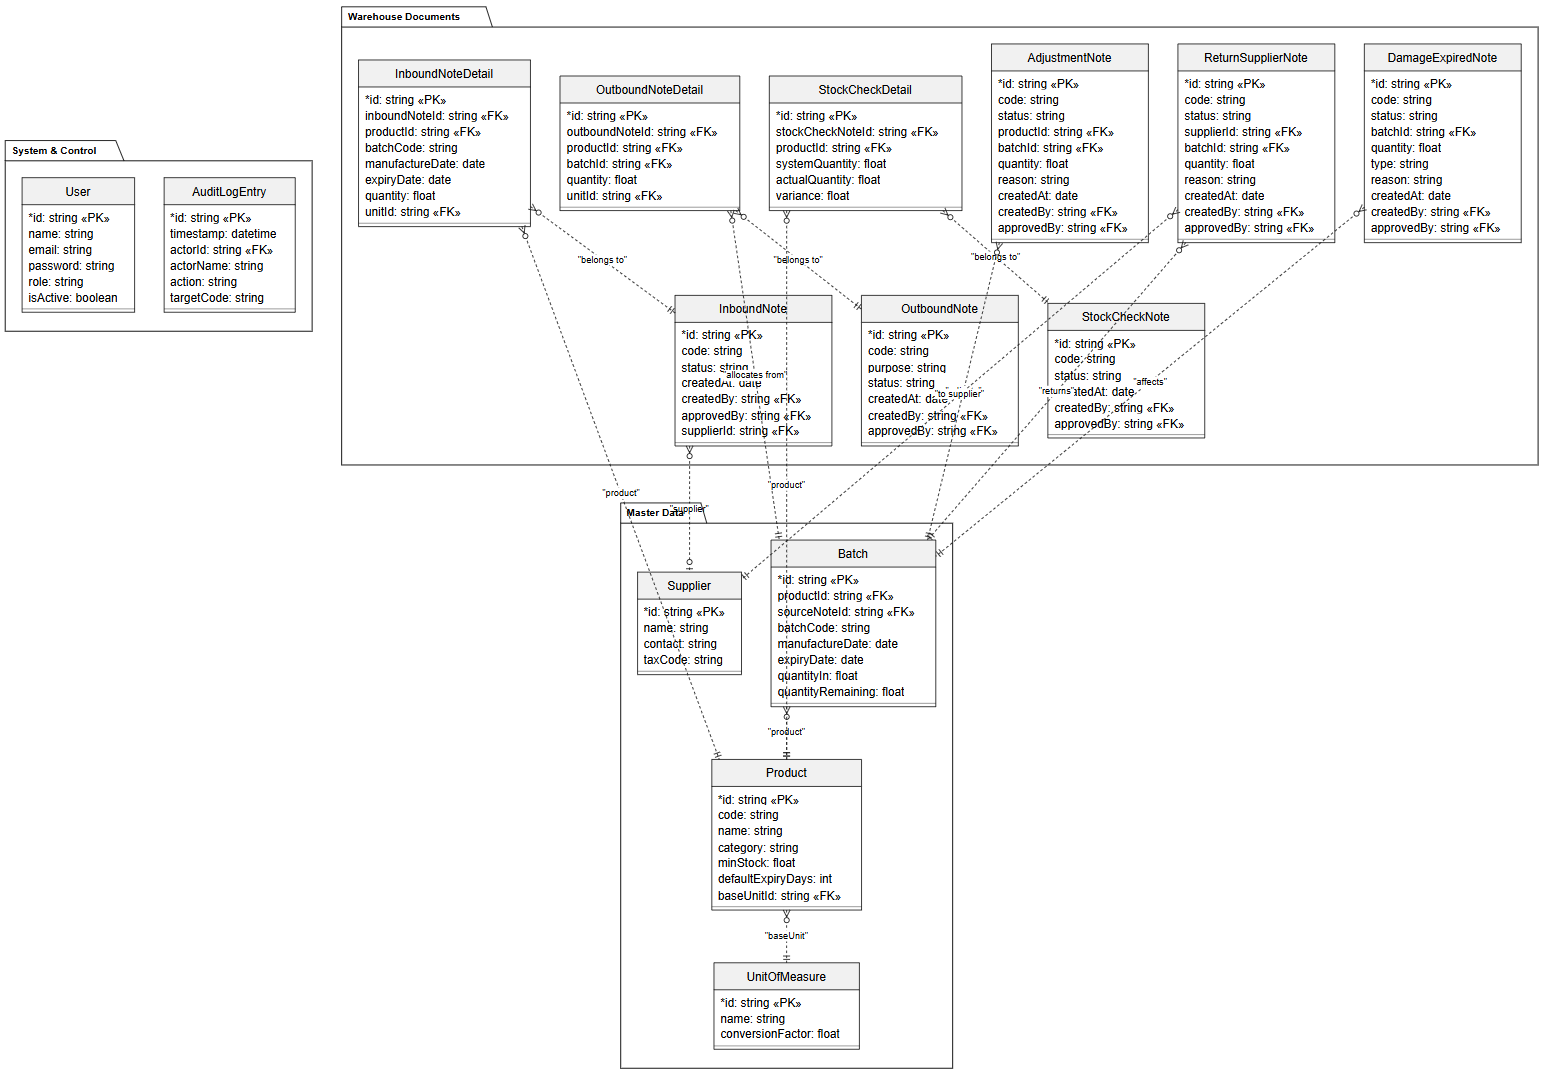 Warehouse Documents
InboundNoteDetail
*id: string «PK»
inboundNoteId: string «FK»
productId: string «FK»
batchCode: string
manufactureDate: date
expiryDate: date
quantity: float
unitId: string «FK»
OutboundNoteDetail
*id: string «PK»
outboundNoteId: string «FK»
productId: string «FK»
batchId: string «FK»
quantity: float
unitId: string «FK»
StockCheckDetail
*id: string «PK»
stockCheckNoteId: string «FK»
productId: string «FK»
systemQuantity: float
actualQuantity: float
variance: float
AdjustmentNote
*id: string «PK»
code: string
status: string
productId: string «FK»
batchId: string «FK»
quantity: float
reason: string
createdAt: date
createdBy: string «FK»
approvedBy: string «FK»
ReturnSupplierNote
*id: string «PK»
code: string
status: string
supplierId: string «FK»
batchId: string «FK»
quantity: float
reason: string
createdAt: date
createdBy: string «FK»
approvedBy: string «FK»
DamageExpiredNote
*id: string «PK»
code: string
status: string
batchId: string «FK»
quantity: float
type: string
reason: string
createdAt: date
createdBy: string «FK»
approvedBy: string «FK»
System & Control
User
*id: string «PK»
name: string
email: string
password: string
role: string
isActive: boolean
AuditLogEntry
*id: string «PK»
timestamp: datetime
actorId: string «FK»
actorName: string
action: string
targetCode: string
"belongs to"
"belongs to"
"belongs to"
InboundNote
*id: string «PK»
code: string
status: string
createdAt: date
createdBy: string «FK»
approvedBy: string «FK»
supplierId: string «FK»
OutboundNote
*id: string «PK»
code: string
purpose: string
status: string
createdAt: date
createdBy: string «FK»
approvedBy: string «FK»
StockCheckNote
*id: string «PK»
code: string
status: string
createdAt: date
createdBy: string «FK»
approvedBy: string «FK»
"allocates from"
"to supplier"
"returns"
"affects"
"product"
"supplier"
"product"
Master Data
Supplier
*id: string «PK»
name: string
contact: string
taxCode: string
Batch
*id: string «PK»
productId: string «FK»
sourceNoteId: string «FK»
batchCode: string
manufactureDate: date
expiryDate: date
quantityIn: float
quantityRemaining: float
"product"
Product
*id: string «PK»
code: string
name: string
category: string
minStock: float
defaultExpiryDays: int
baseUnitId: string «FK»
"baseUnit"
UnitOfMeasure
*id: string «PK»
name: string
conversionFactor: float